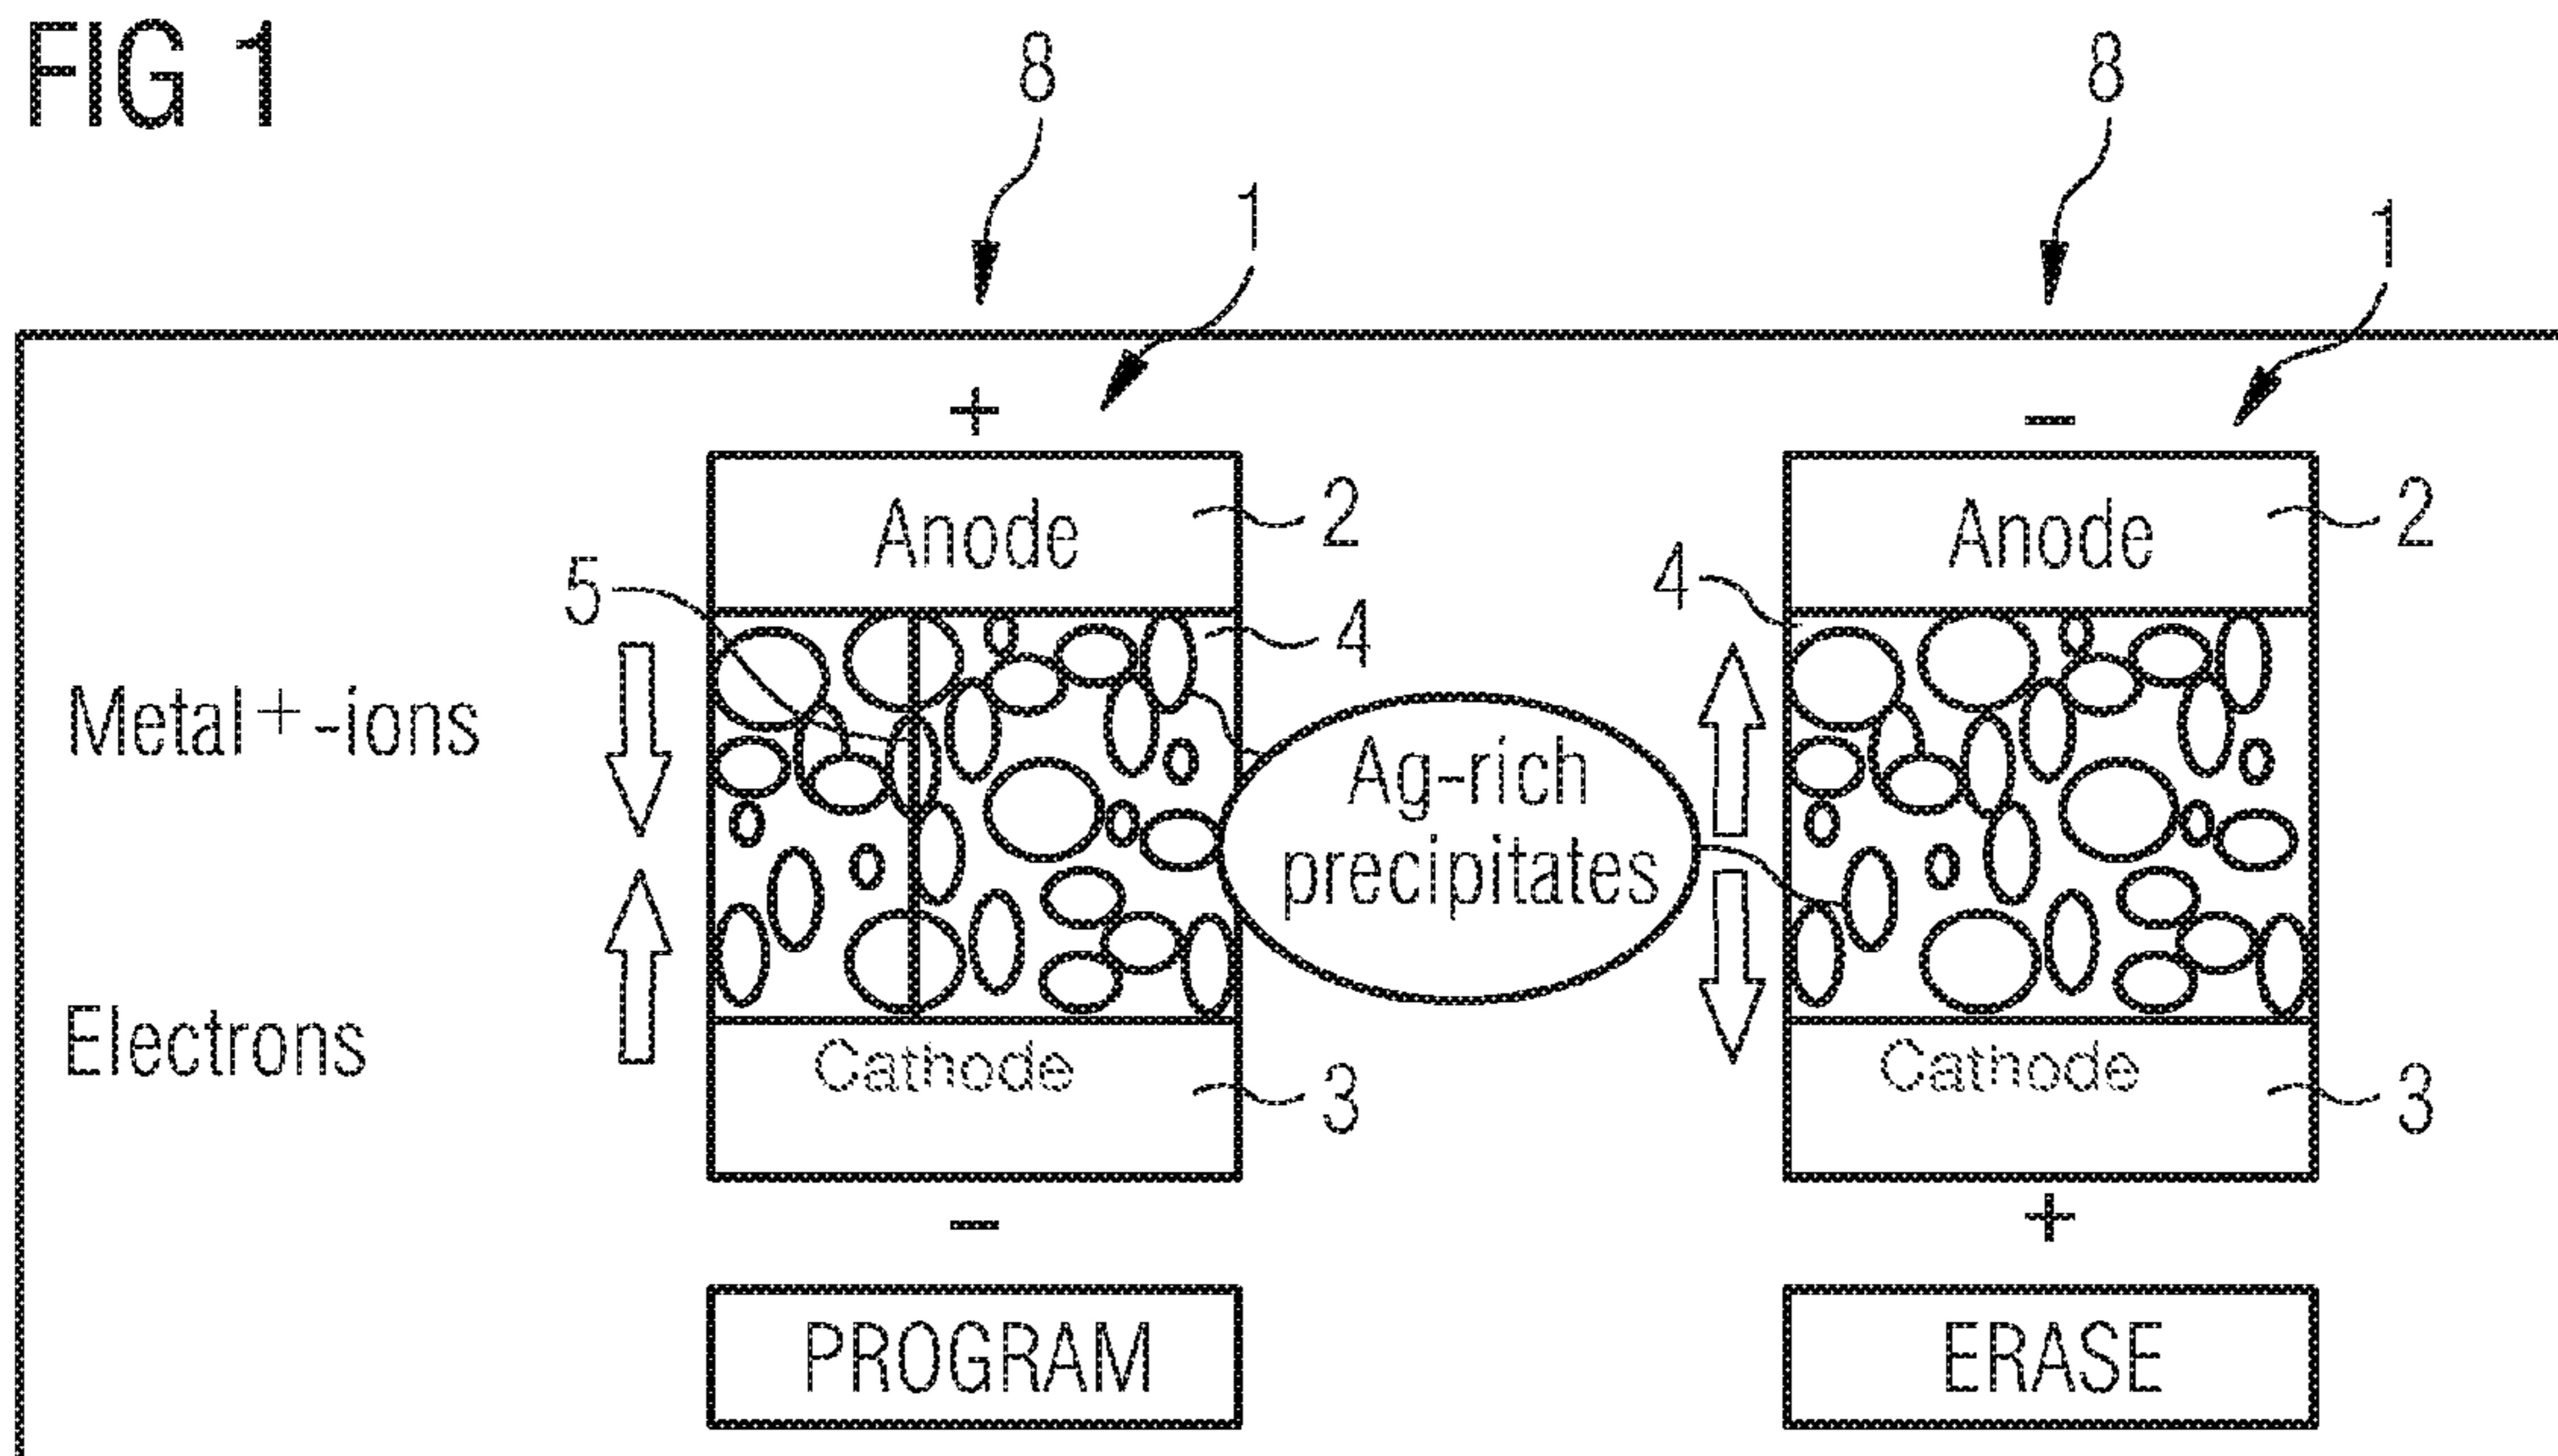 FIG 1
8
8
1
1
+
-
Anode
2
Anode
2
5
4
4
Metal+-ions
Ag-rich
precipitates
Electrons
Cathode
3
Cathode
3
-
+
PROGRAM
ERASE